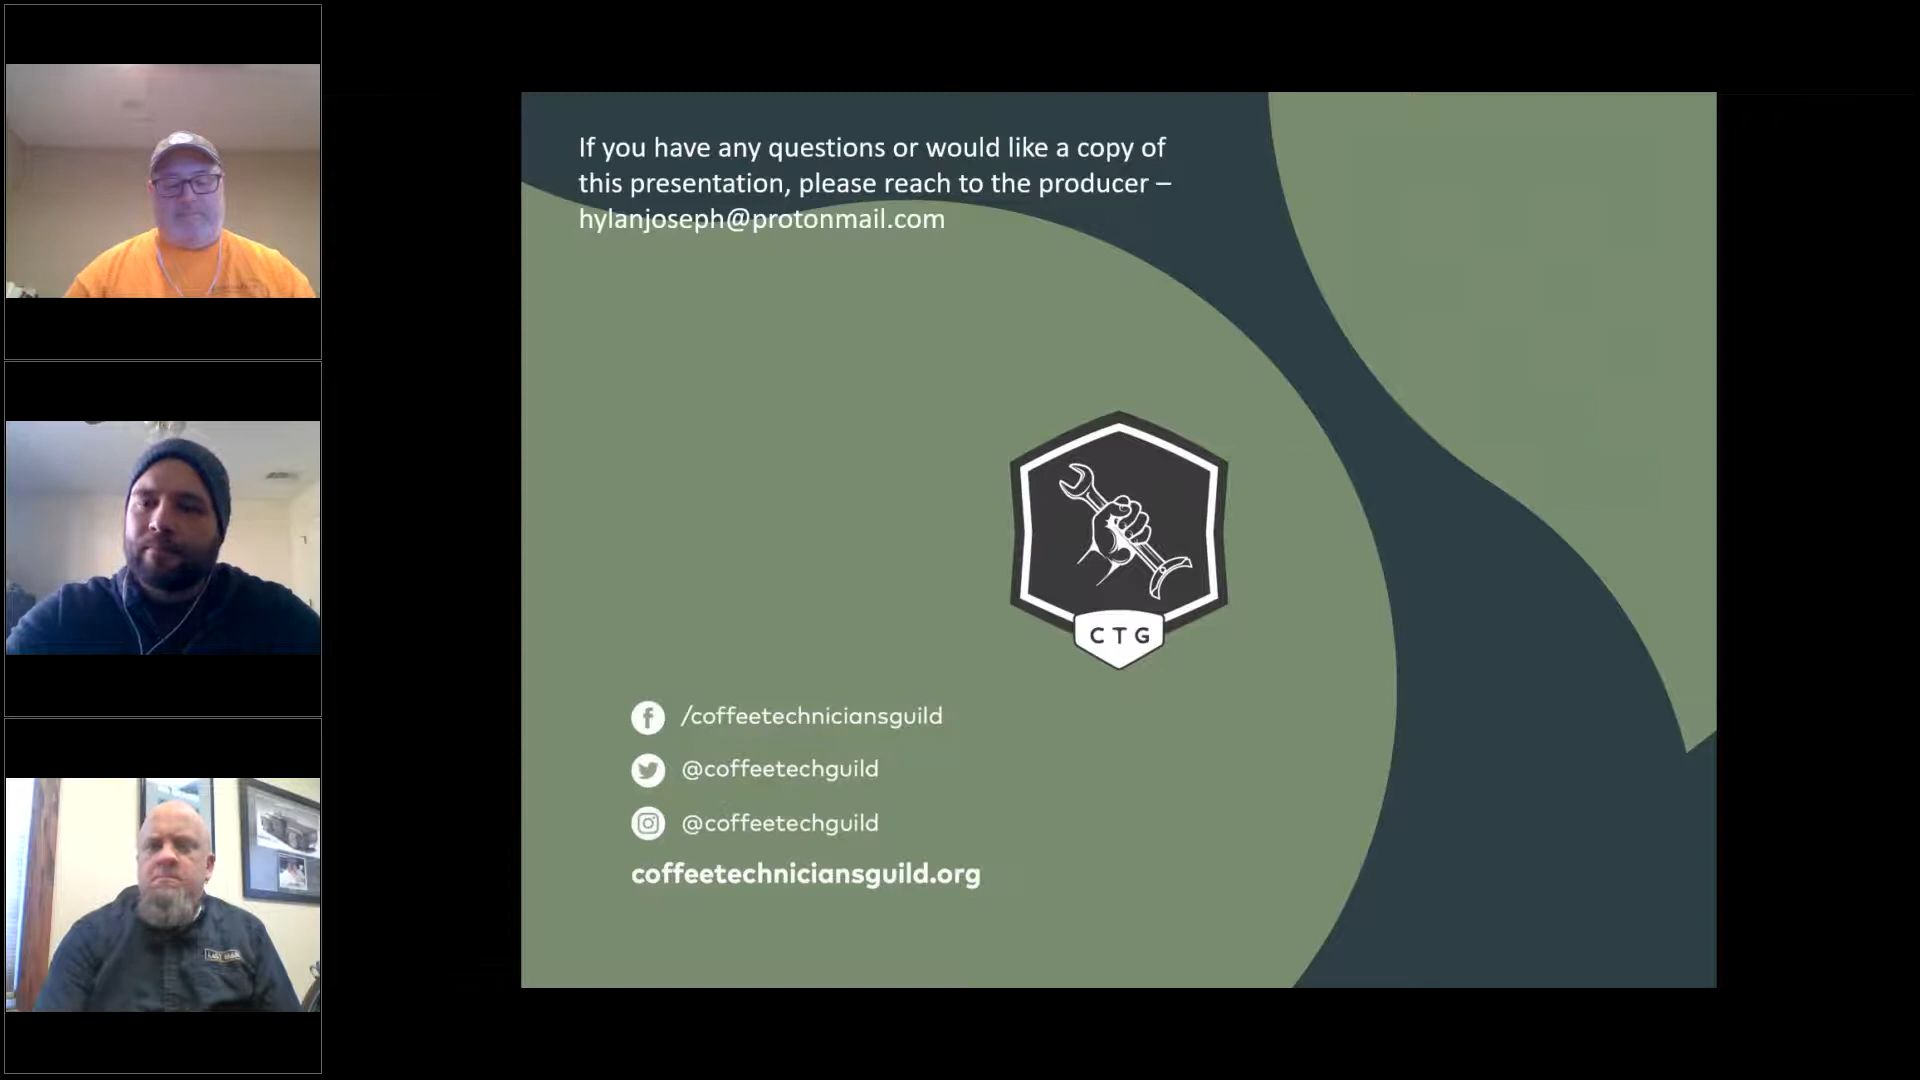 If you have any questions or would like a copy of
this presentation, please reach to the producer –
hylanjoseph@protonmail.com
CTG
/coffeetechniciansguild
@coffeetechguild
@coffeetechguild
coffeetechniciansguild.org